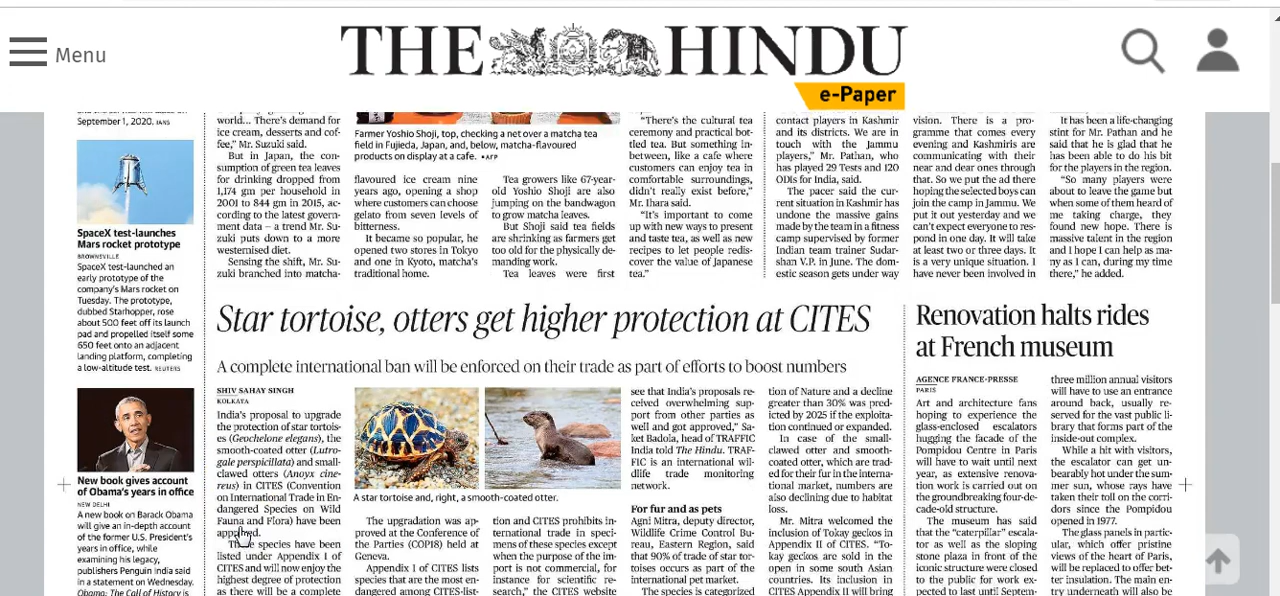 Menu
THE HINDU
e-Paper
September 1, 2020. IANS
SpaceX test-launches
Mars rocket prototype
BROWNSVILLE
SpaceX test-launched an
early prototype of the
company's Mars rocket on
Tuesday. The prototype,
dubbed Starhopper, rose
about 500 feet off its launch
pad and propelled itself some
650 feet onto an adjacent
landing platform, completing
a low-altitude test. REUTERS
New book gives account
of Obama's years in office
NEW DELHI
A new book on Barack Obama
will give an in-depth account
of the former U.S. President's
years in office, while
examining his legacy,
publishers Penguin India said
in a statement on Wednesday.
Obama: The Call of History is
world... There's demand for
ice cream, desserts and cof-
fee," Mr. Suzuki said.
But in Japan, the con-
sumption of green tea leaves
for drinking dropped from
1,174 gm per household in
2001 to 844 gm in 2015, ac-
cording to the latest govern-
ment data – a trend Mr. Su-
zuki puts down to a more
westernised diet.
Sensing the shift, Mr. Su-
zuki branched into matcha-
Farmer Yoshio Shoji, top, checking a net over a matcha tea
field in Fujieda, Japan, and, below, matcha-flavoured
products on display at a cafe. • AFP
flavoured ice cream nine
years ago, opening a shop
where customers can choose
gelato from seven levels of
bitterness.
It became so popular, he
opened two stores in Tokyo
and one in Kyoto, matcha's
traditional home.
Tea growers like 67-year-
old Yoshio Shoji are also
jumping on the bandwagon
to grow matcha leaves.
But Shoji said tea fields
are shrinking as farmers get
too old for the physically de-
manding work.
Tea leaves were first
"There's the cultural tea
ceremony and practical bot-
tled tea. But something in-
between, like a cafe where
customers can enjoy tea in
comfortable surroundings,
didn't really exist before,"
Mr. Ihara said.
"It's important to come
up with new ways to present
and taste tea, as well as new
recipes to let people redis-
cover the value of Japanese
tea."
contact players in Kashmir
and its districts. We are in
touch with the Jammu
players," Mr. Pathan, who
has played 29 Tests and 120
ODIs for India, said.
The pacer said the cur-
rent situation in Kashmir has
undone the massive gains
made by the team in a fitness
camp supervised by former
Indian team trainer Sudar-
shan V.P. in June. The dom-
estic season gets under way
vision. There is a pro-
gramme that comes every
evening and Kashmiris are
communicating with their
near and dear ones through
that. So we put the ad there
hoping the selected boys can
join the camp in Jammu. We
put it out yesterday and we
can't expect everyone to res-
pond in one day. It will take
at least two or three days. It
is a very unique situation. I
have never been involved in
It has been a life-changing
stint for Mr. Pathan and he
said that he is glad that he
has been able to do his bit
for the players in the region.
"So many players were
about to leave the game but
when some of them heard of
me taking charge, they
found new hope. There is
massive talent in the region
and I hope I can help as ma-
ny as I can, during my time
there," he added.
Star tortoise, otters get higher protection at CITES
A complete international ban will be enforced on their trade as part of efforts to boost numbers
SHIV SAHAY SINGH
KOLKATA
India's proposal to upgrade
the protection of star tortois-
es (Geochelone elegans), the
smooth-coated otter (Lutro-
gale perspicillata) and small-
clawed otters (Aonyx cine-
reus) in CITES (Convention
on International Trade in En-
dangered Species on Wild
Fauna and Flora) have been
approved.
These species have been
listed under Appendix I of
CITES and will now enjoy the
highest degree of protection
as there will be a complete
A star tortoise and, right, a smooth-coated otter.
The upgradation was ap-
proved at the Conference of
the Parties (COP18) held at
Geneva.
Appendix I of CITES lists
species that are the most en-
dangered among CITES-list-
tion and CITES prohibits in-
ternational trade in speci-
mens of these species except
when the purpose of the im-
port is not commercial, for
instance for scientific re-
search," the CITES website
see that India's proposals re-
ceived overwhelming sup-
port from other parties as
well and got approved," Sa-
ket Badola, head of TRAFFIC
India told The Hindu. TRAF-
FIC is an international wil-
dlife trade monitoring
network.
For fur and as pets
Agni Mitra, deputy director,
Wildlife Crime Control Bu-
reau, Eastern Region, said
that 90% of trade of star tor-
toises occurs as part of the
international pet market.
The species is categorized
tion of Nature and a decline
greater than 30% was pred-
icted by 2025 if the exploita-
tion continued or expanded.
In case of the small-
clawed otter and smooth-
coated otter, which are trad-
ed for their fur in the interna-
tional market, numbers are
also declining due to habitat
loss.
Mr. Mitra welcomed the
inclusion of Tokay geckos in
Appendix II of CITES. "To-
kay geckos are sold in the
open in some south Asian
countries. Its inclusion in
CITES Appendix II will bring
Renovation halts rides
at French museum
AGENCE FRANCE-PRESSE
PARIS
Art and architecture fans
hoping to experience the
glass-enclosed escalators
hugging the facade of the
Pompidou Centre in Paris
will have to wait until next
year, as extensive renova-
tion work is carried out on
the groundbreaking four-de-
cade-old structure.
The museum has said
that the "caterpillar" escala-
tor as well as the sloping
stone plaza in front of the
iconic structure were closed
to the public for work ex-
pected to last until Septem-
three million annual visitors
will have to use an entrance
around back, usually re-
served for the vast public li-
brary that forms part of the
inside-out complex.
While a hit with visitors,
the escalator can get un-
bearably hot under the sum-
mer sun, whose rays have
taken their toll on the corri-
dors since the Pompidou
opened in 1977.
The glass panels in partic-
ular, which offer pristine
views of the heart of Paris,
will be replaced to offer bet-
ter insulation. The main en-
try underneath will also be